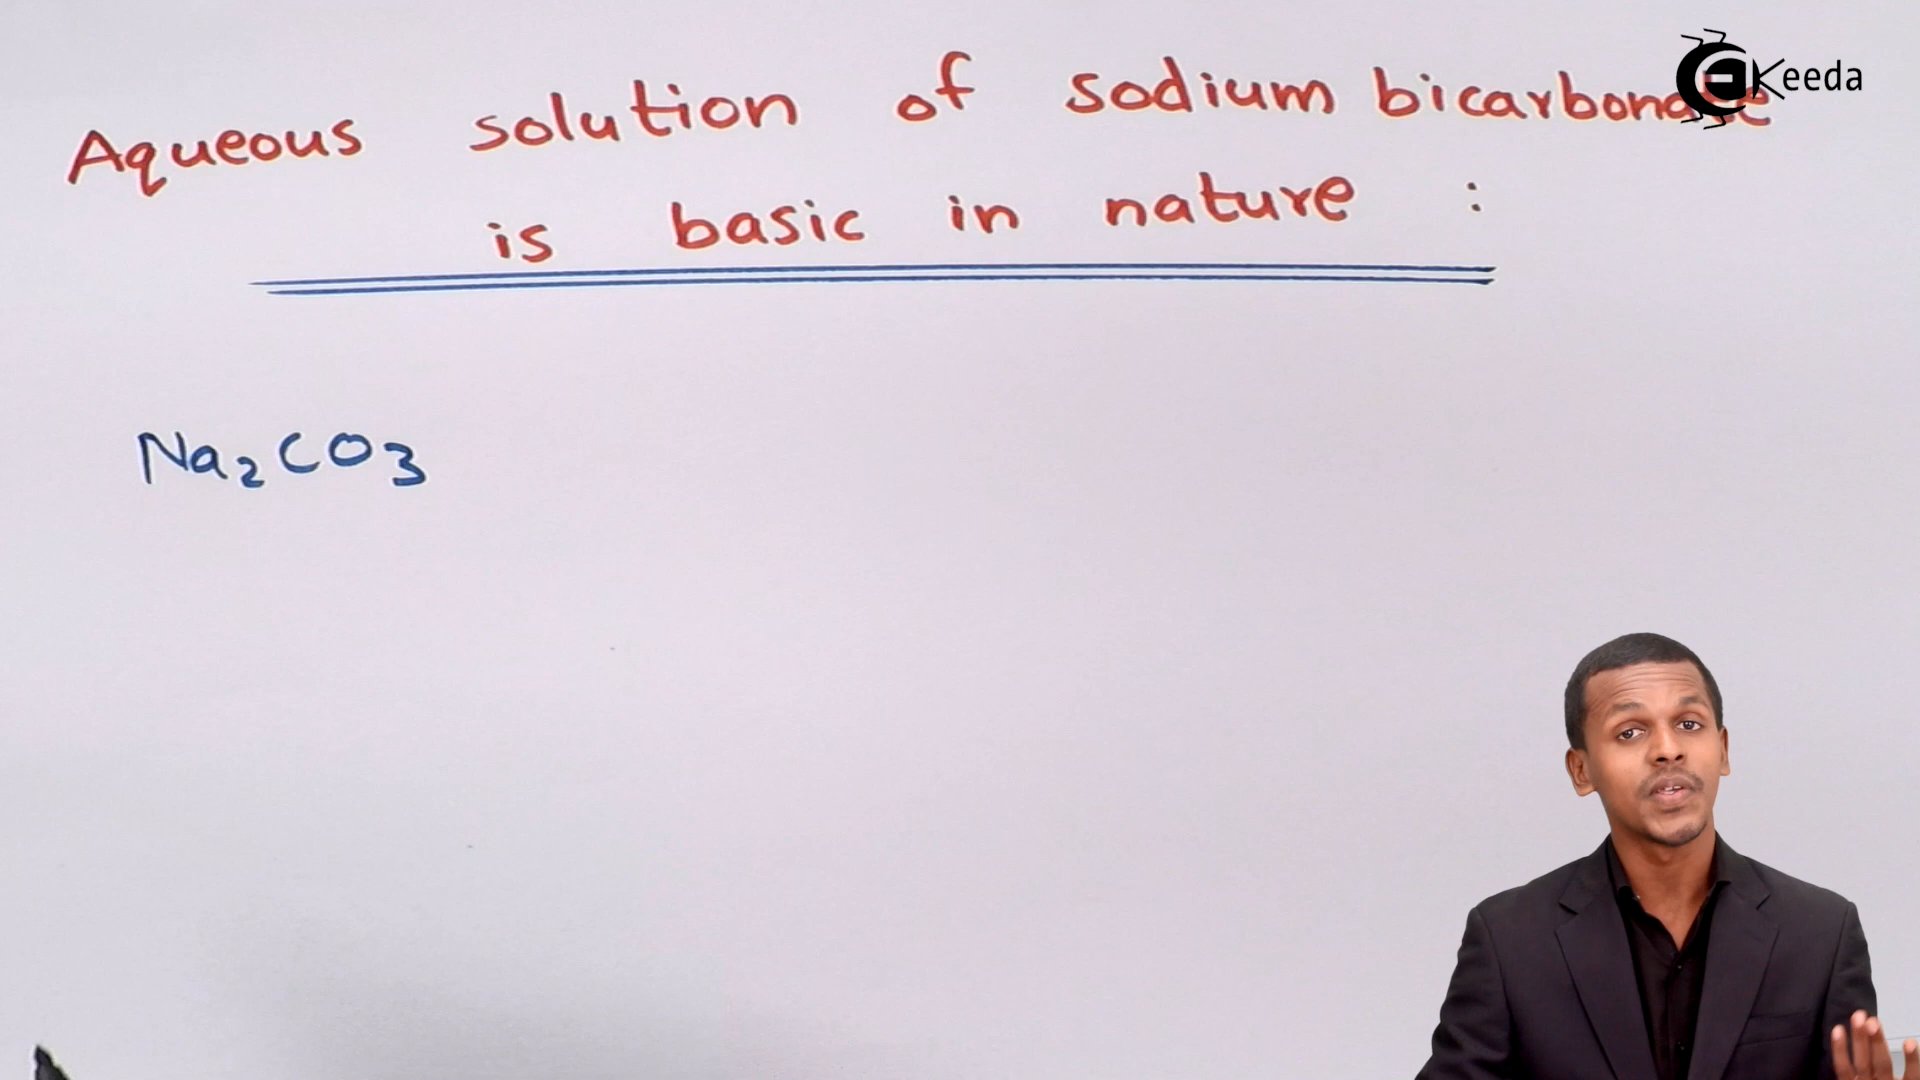 Keeda
Aqueous solution of sodium bicarbonate
is basic in nature :
Na₂CO₃